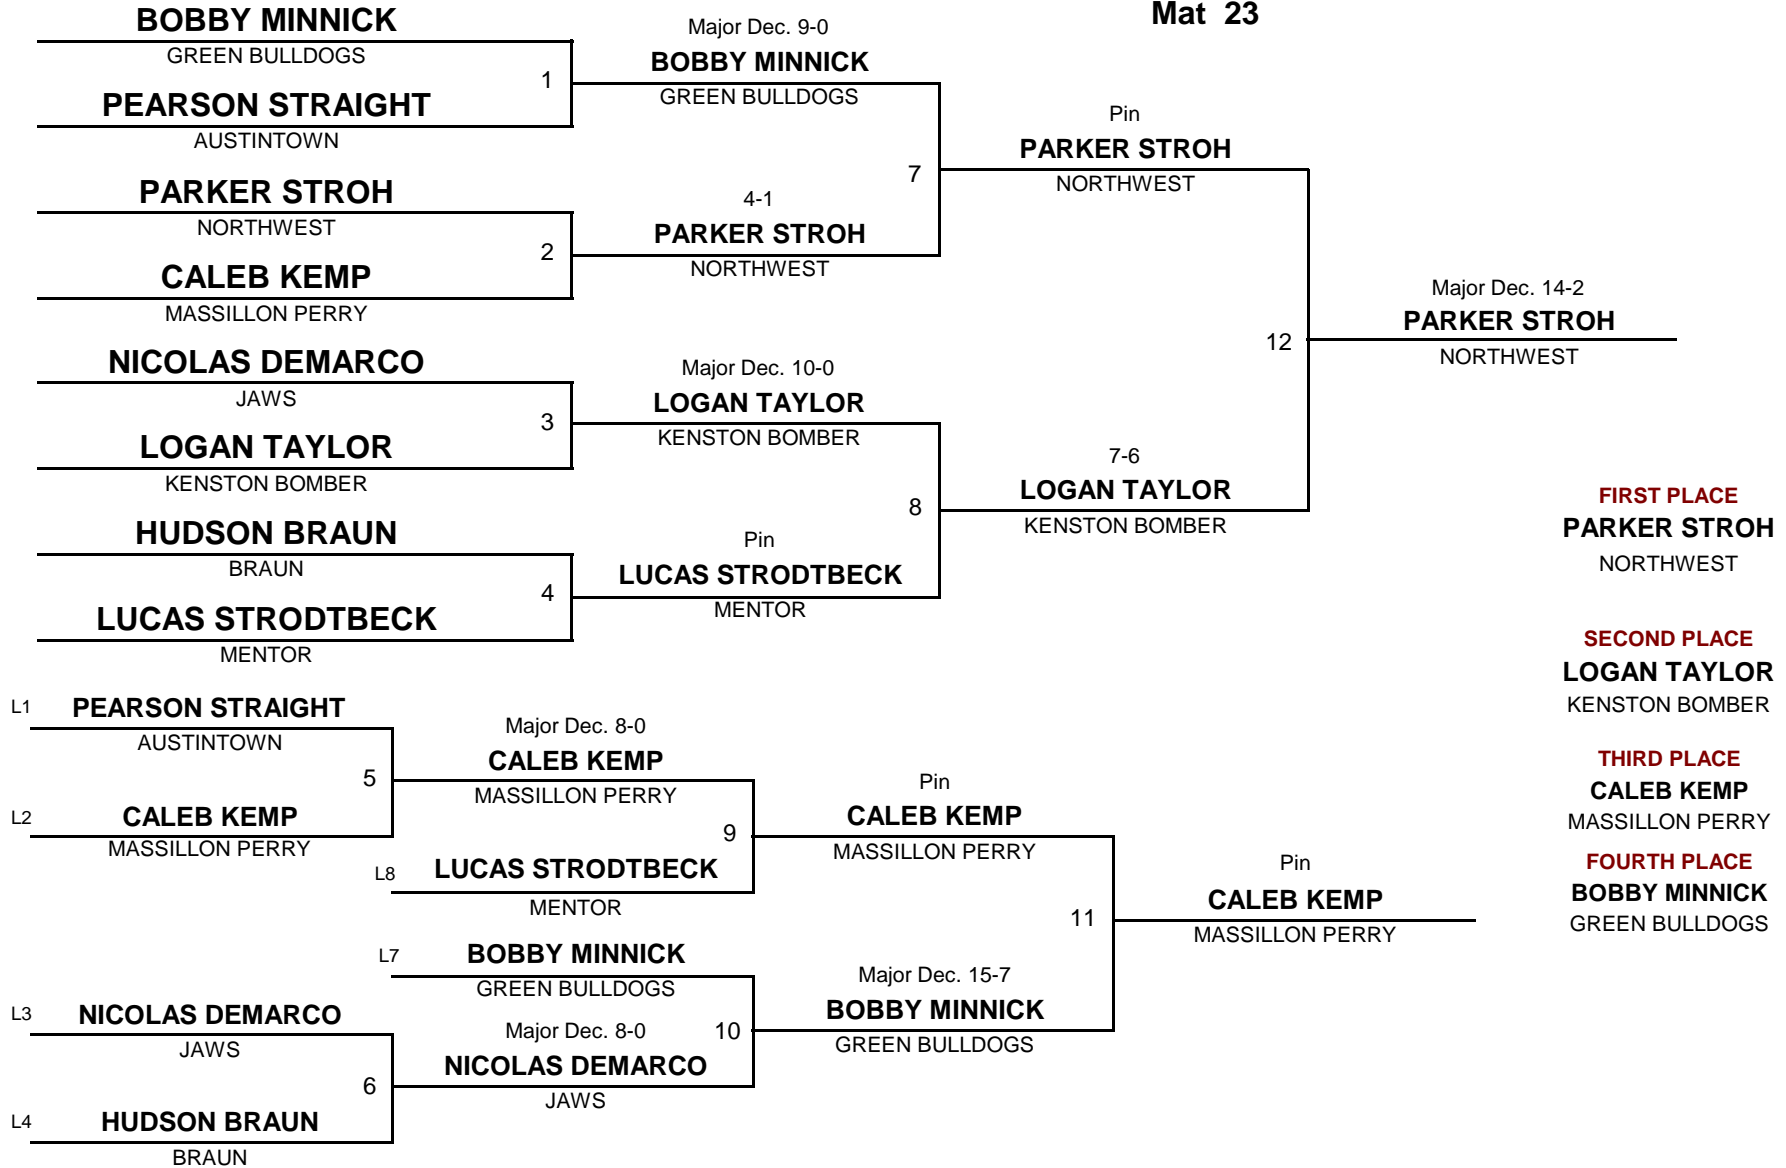 Mat 23
BOBBY MINNICK
GREEN BULLDOGS
1
PEARSON STRAIGHT
AUSTINTOWN
PARKER STROH
NORTHWEST
2
CALEB KEMP
MASSILLON PERRY
NICOLAS DEMARCO
JAWS
3
LOGAN TAYLOR
KENSTON BOMBER
HUDSON BRAUN
BRAUN
4
LUCAS STRODTBECK
MENTOR
Major Dec. 9-0
BOBBY MINNICK
GREEN BULLDOGS
7
4-1
PARKER STROH
NORTHWEST
Major Dec. 10-0
LOGAN TAYLOR
KENSTON BOMBER
8
Pin
LUCAS STRODTBECK
MENTOR
Pin
PARKER STROH
NORTHWEST
12
7-6
LOGAN TAYLOR
KENSTON BOMBER
Major Dec. 14-2
PARKER STROH
NORTHWEST
L1 PEARSON STRAIGHT
AUSTINTOWN
5
L2 CALEB KEMP
MASSILLON PERRY
Major Dec. 8-0
CALEB KEMP
MASSILLON PERRY
9
L8 LUCAS STRODTBECK
MENTOR
L7 BOBBY MINNICK
GREEN BULLDOGS
10
Major Dec. 8-0
NICOLAS DEMARCO
JAWS
L3 NICOLAS DEMARCO
JAWS
6
L4 HUDSON BRAUN
BRAUN
Pin
CALEB KEMP
MASSILLON PERRY
11
Major Dec. 15-7
BOBBY MINNICK
GREEN BULLDOGS
Pin
CALEB KEMP
MASSILLON PERRY
FIRST PLACE
PARKER STROH
NORTHWEST
SECOND PLACE
LOGAN TAYLOR
KENSTON BOMBER
THIRD PLACE
CALEB KEMP
MASSILLON PERRY
FOURTH PLACE
BOBBY MINNICK
GREEN BULLDOGS